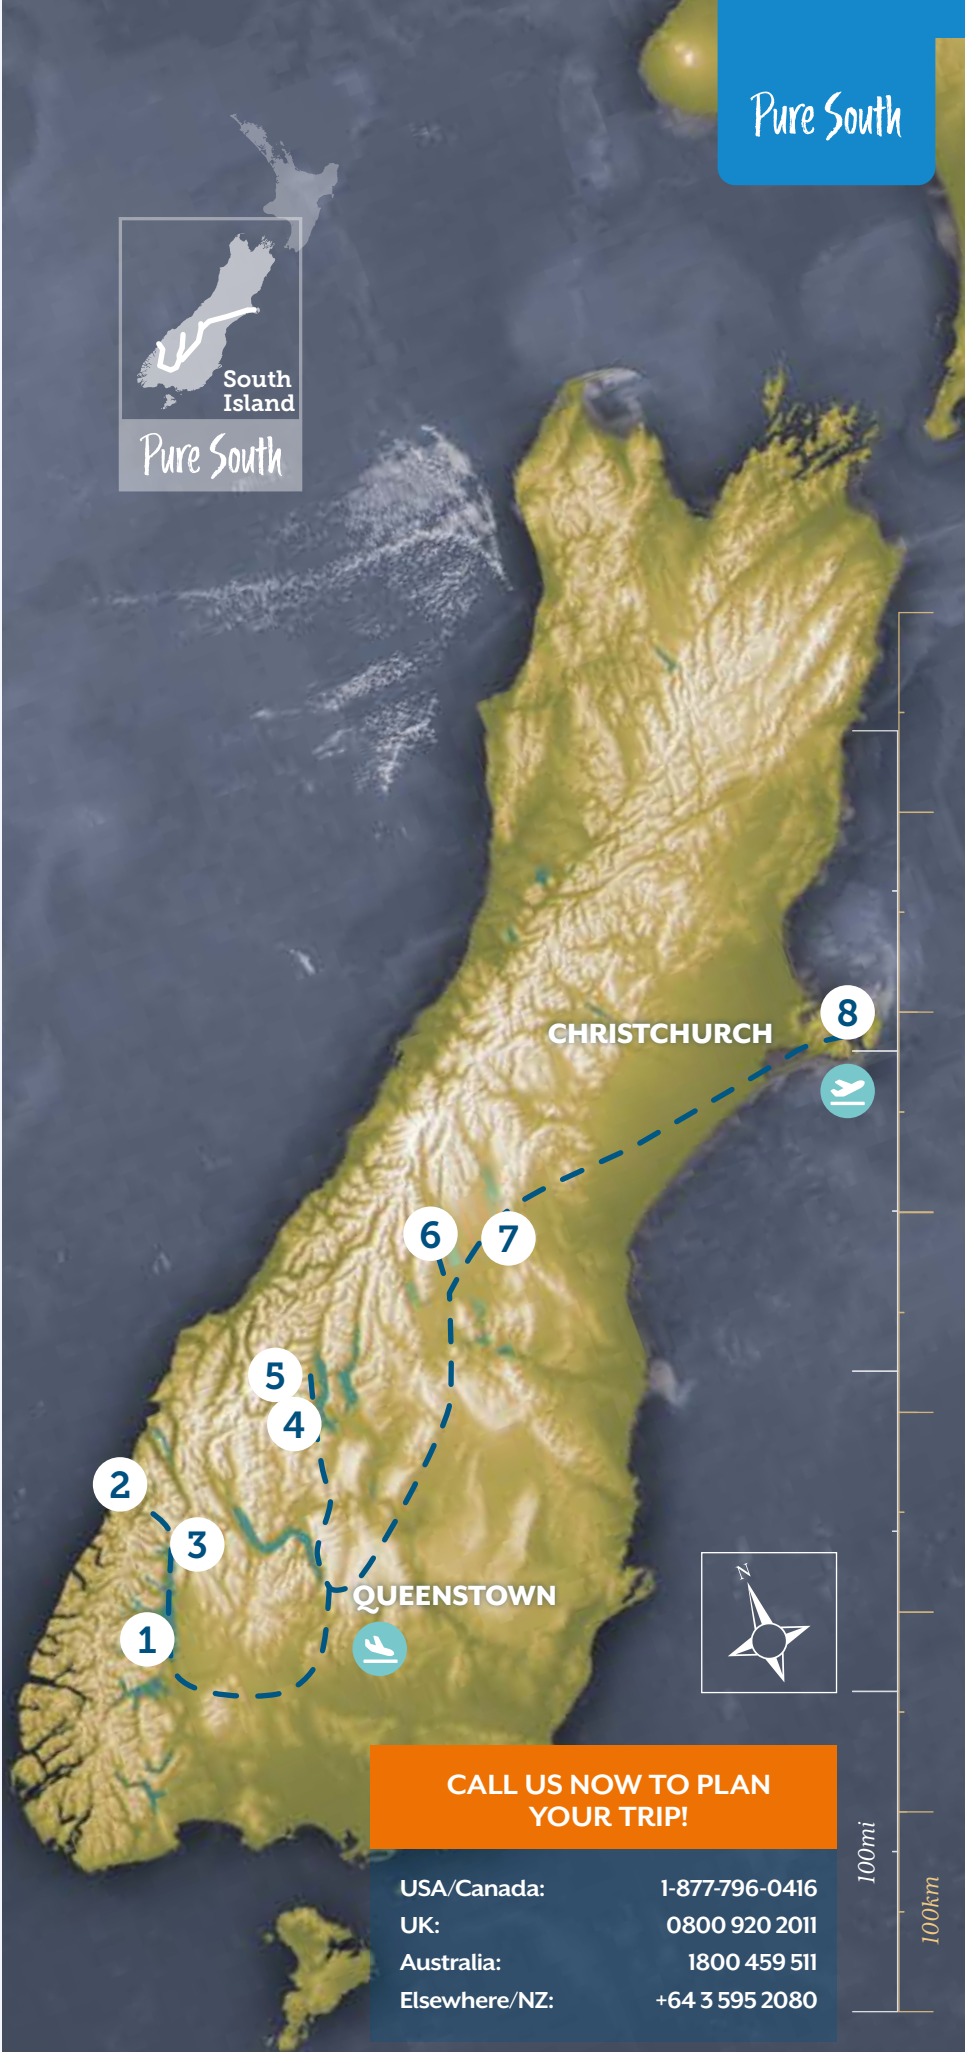 Pure South
South
Island
Pure South
CHRISTCHURCH
8
6
7
5
4
2
3
1
QUEENSTOWN
N
CALL US NOW TO PLAN
YOUR TRIP!
USA/Canada: 1-877-796-0416
UK: 0800 920 2011
Australia: 1800 459 511
Elsewhere/NZ: +64 3 595 2080
100mi
100km